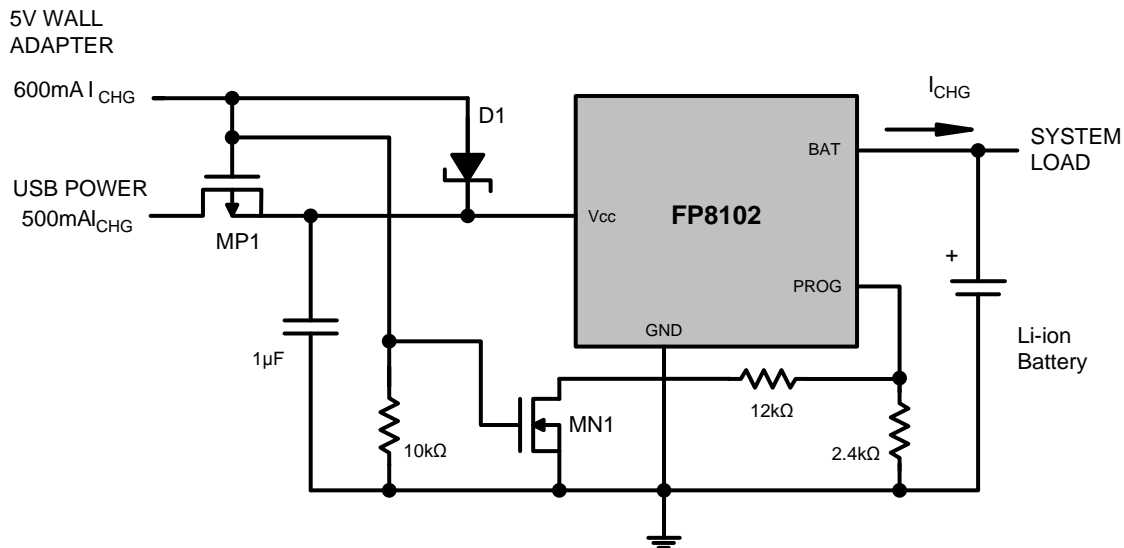 5V WALL
ADAPTER
600mA I CHG
D1
USB POWER
500mAI CHG
MP1
Vcc
FP8102
BAT
PROG
GND
I CHG
SYSTEM
LOAD
+
Li-ion
Battery
1µF
10kΩ
MN1
12kΩ
2.4kΩ